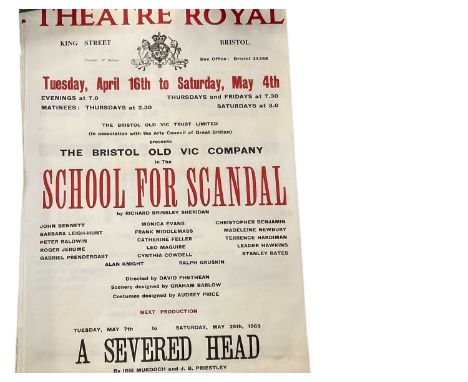 THEATRE ROYAL
KING STREET BRISTOL
Box Office: Bristol 24388
Tuesday, April 16th to Saturday, May 4th
EVENINGS at 7.0 THURSDAYS and FRIDAYS at 7.30
MATINEES: THURSDAYS at 2.30 SATURDAYS at 3.0
THE BRISTOL OLD VIC TRUST LIMITED
(In association with the Arts Council of Great Britain)
presents
THE BRISTOL OLD VIC COMPANY
in The
SCHOOL FOR SCANDAL
by RICHARD BRINSLEY SHERIDAN
JOHN BENNETT MONICA EVANS CHRISTOPHER BENJAMIN
BARBARA LEIGH-HUNT FRANK MIDDLEMASS MADELEINE NEWBURY
PETER BALDWIN CATHERINE FELLER TERRENCE HARDIMAN
ROGER JEROME LEO MAGUIRE LEADER HAWKINS
GABRIEL PRENDERGAST CYNTHIA COWDELL STANLEY BATES
ALAN KNIGHT RALPH GRUSKIN
Directed by DAVID PHETHEAN
Scenery designed by GRAHAM BARLOW
Costumes designed by AUDREY PRICE
NEXT PRODUCTION
TUESDAY, MAY 7th to SATURDAY, MAY 25th, 1963
A SEVERED HEAD
By IRIS MURDOCH and J. B. PRIESTLEY